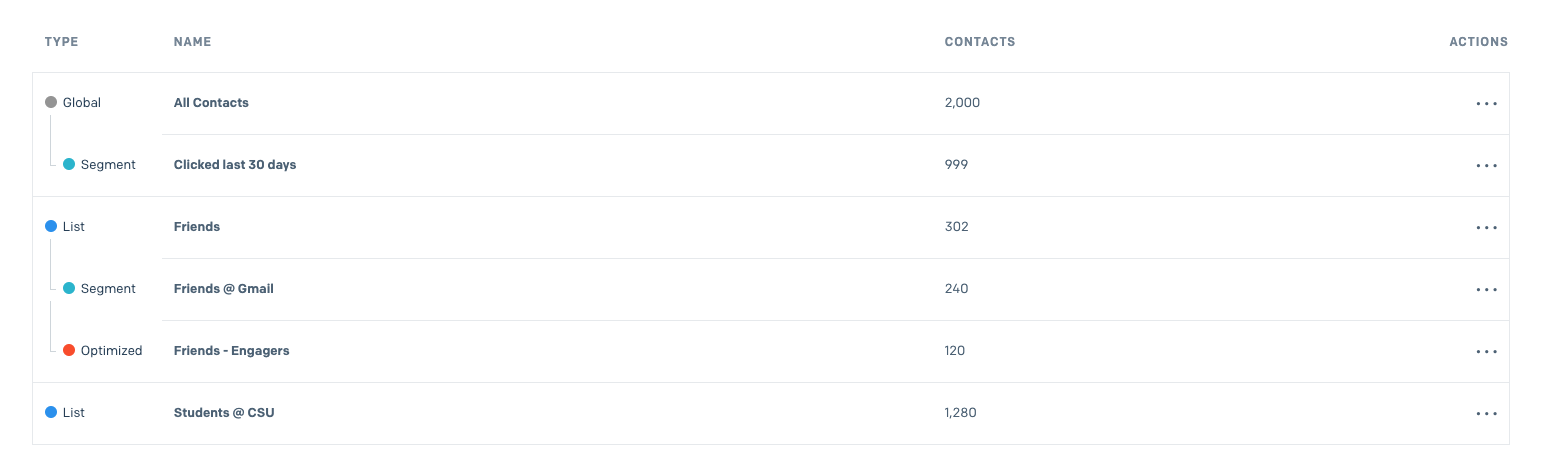 TYPE NAME CONTACTS ACTIONS
Global All Contacts 2,000
Segment Clicked last 30 days 999
List Friends 302
Segment Friends @ Gmail 240
Optimized Friends - Engagers 120
List Students @ CSU 1,280